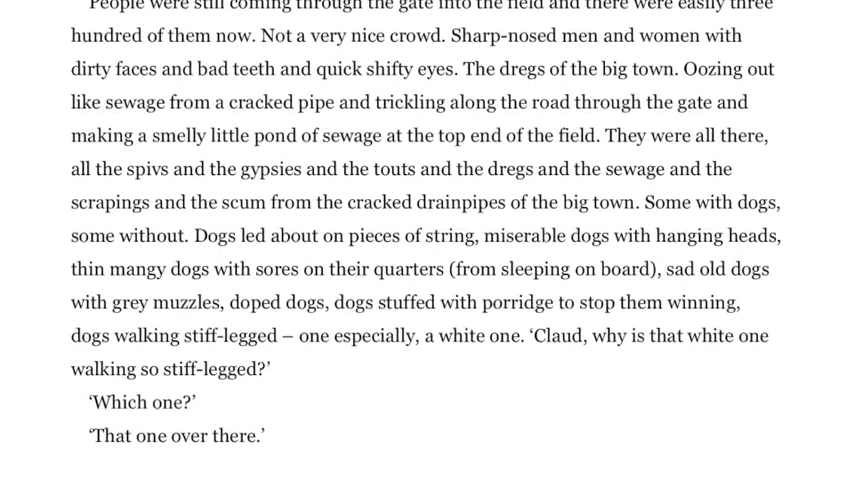 People were still coming through the gate into the field and there were easily three
hundred of them now. Not a very nice crowd. Sharp-nosed men and women with
dirty faces and bad teeth and quick shifty eyes. The dregs of the big town. Oozing out
like sewage from a cracked pipe and trickling along the road through the gate and
making a smelly little pond of sewage at the top end of the field. They were all there,
all the spivs and the gypsies and the touts and the dregs and the sewage and the
scrapings and the scum from the cracked drainpipes of the big town. Some with dogs,
some without. Dogs led about on pieces of string, miserable dogs with hanging heads,
thin mangy dogs with sores on their quarters (from sleeping on board), sad old dogs
with grey muzzles, doped dogs, dogs stuffed with porridge to stop them winning,
dogs walking stiff-legged – one especially, a white one. ‘Claud, why is that white one
walking so stiff-legged?’
‘Which one?’
‘That one over there.’